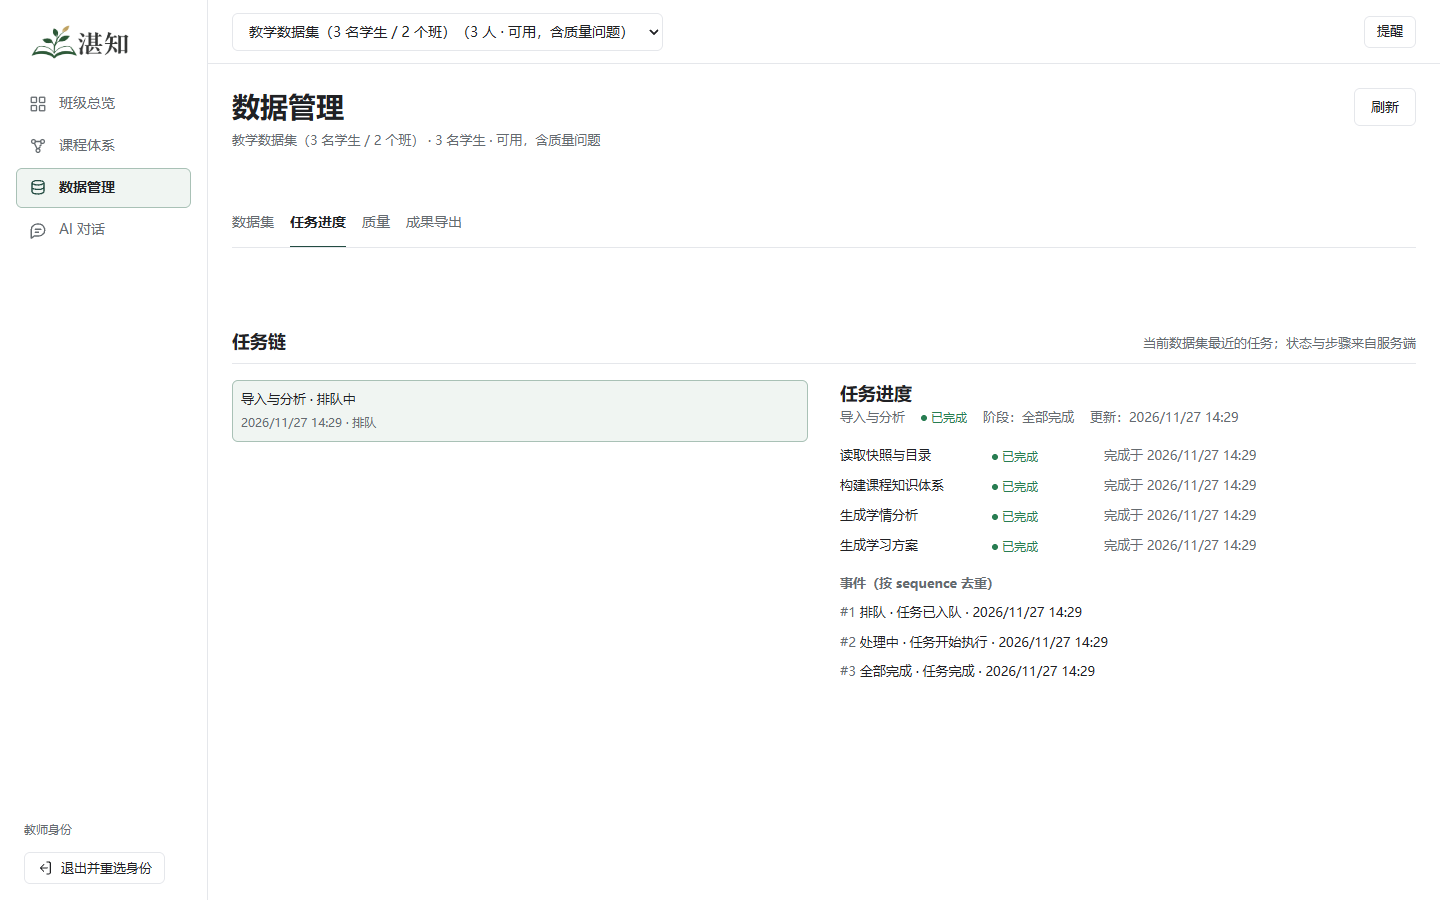 湛知
班级总览
课程体系
数据管理
AI 对话
教师身份
退出并重选身份
教学数据集（3 名学生 / 2 个班）（3 人 · 可用，含质量问题）
提醒
数据管理
刷新
教学数据集（3 名学生 / 2 个班） · 3 名学生 · 可用，含质量问题
数据集 任务进度 质量 成果导出
任务链
当前数据集最近的任务；状态与步骤来自服务端
导入与分析 · 排队中
2026/11/27 14:29 · 排队
任务进度
导入与分析 已完成 阶段：全部完成 更新：2026/11/27 14:29
读取快照与目录 已完成 完成于 2026/11/27 14:29
构建课程知识体系 已完成 完成于 2026/11/27 14:29
生成学情分析 已完成 完成于 2026/11/27 14:29
生成学习方案 已完成 完成于 2026/11/27 14:29
事件（按 sequence 去重）
#1 排队 · 任务已入队 · 2026/11/27 14:29
#2 处理中 · 任务开始执行 · 2026/11/27 14:29
#3 全部完成 · 任务完成 · 2026/11/27 14:29